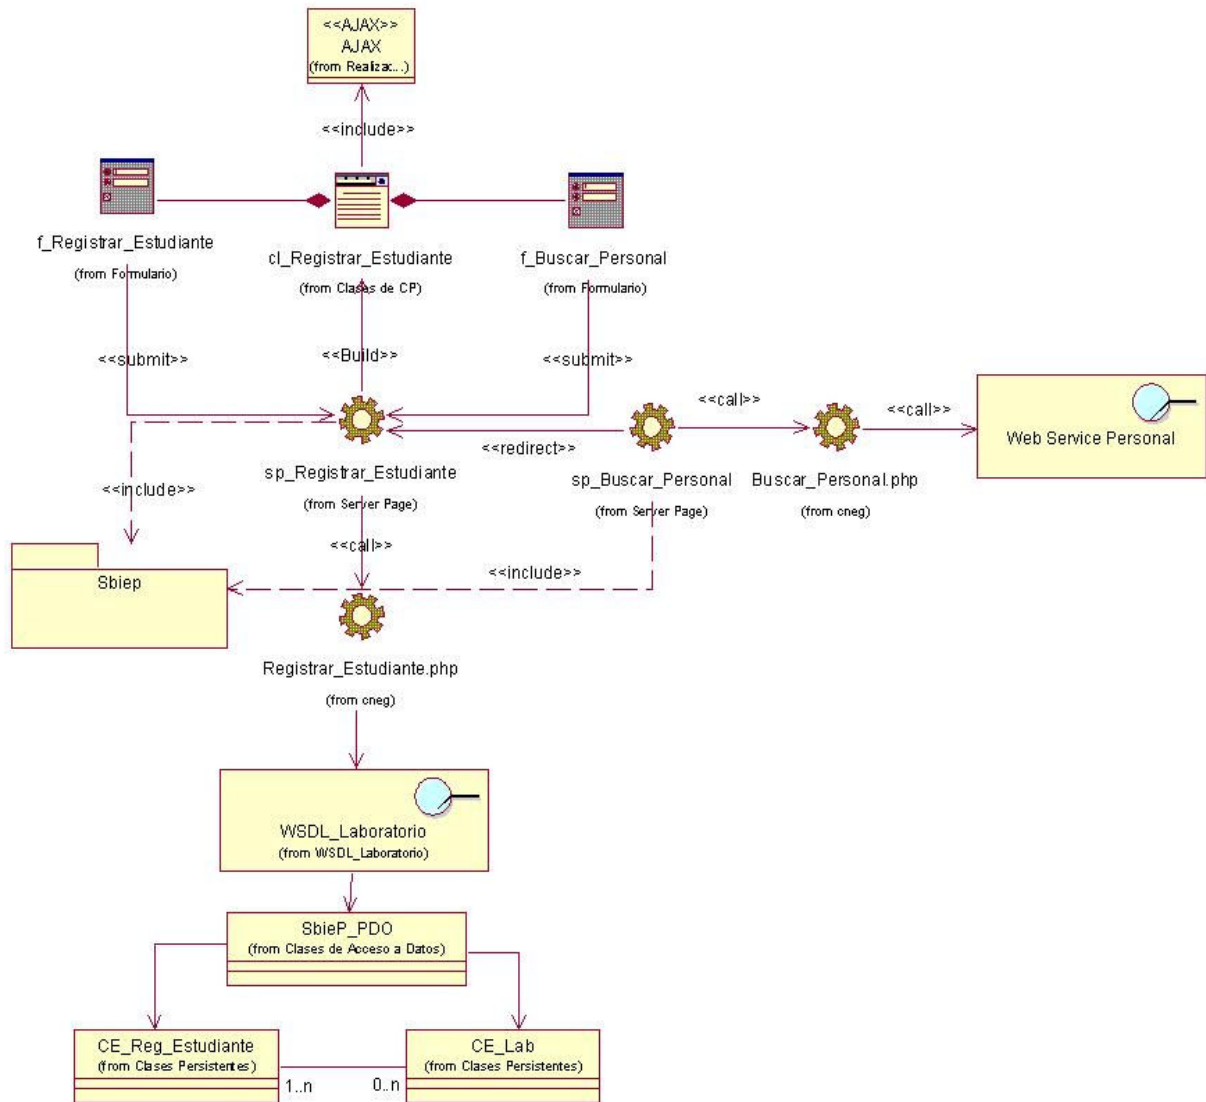 <<AJAX>>
AJAX
(from Realizac...)
<<include>>
f_Registrar_Estudiante
(from Formulario)
cl_Registrar_Estudiante
(from Clases de CP)
f_Buscar_Personal
(from Formulario)
<<submit>>
<<Build>>
<<submit>>
<<call>>
<<call>>
Web Service Personal
<<redirect>>
sp_Registrar_Estudiante
(from Server Page)
sp_Buscar_Personal
(from Server Page)
Buscar_Personal.php
(from cneg)
<<include>>
<<call>>
<<include>>
Sbiep
Registrar_Estudiante.php
(from cneg)
WSDL_Laboratorio
(from WSDL_Laboratorio)
SbieP_PDO
(from Clases de Acceso a Datos)
CE_Reg_Estudiante
(from Clases Persistentes)
CE_Lab
(from Clases Persistentes)
1..n
0..n